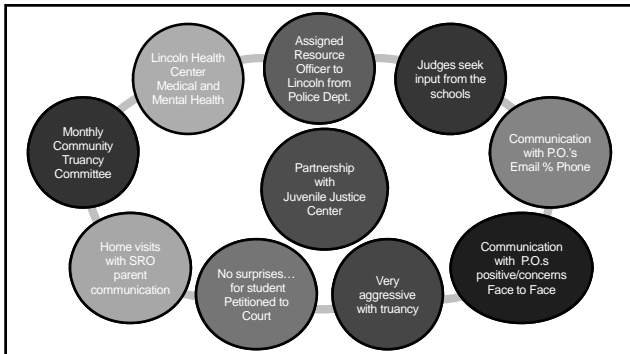 Assigned
Resource
Officer to
Lincoln from
Police Dept.
Judges seek
input from the
schools
Communication
with P.O.'s
Email % Phone
Communication
with P.O.s
positive/concerns
Face to Face
Very
aggressive
with truancy
No surprises…
for student
Petitioned to
Court
Home visits
with SRO
parent
communication
Monthly
Community
Truancy
Committee
Lincoln Health
Center
Medical and
Mental Health
Partnership
with
Juvenile Justice
Center